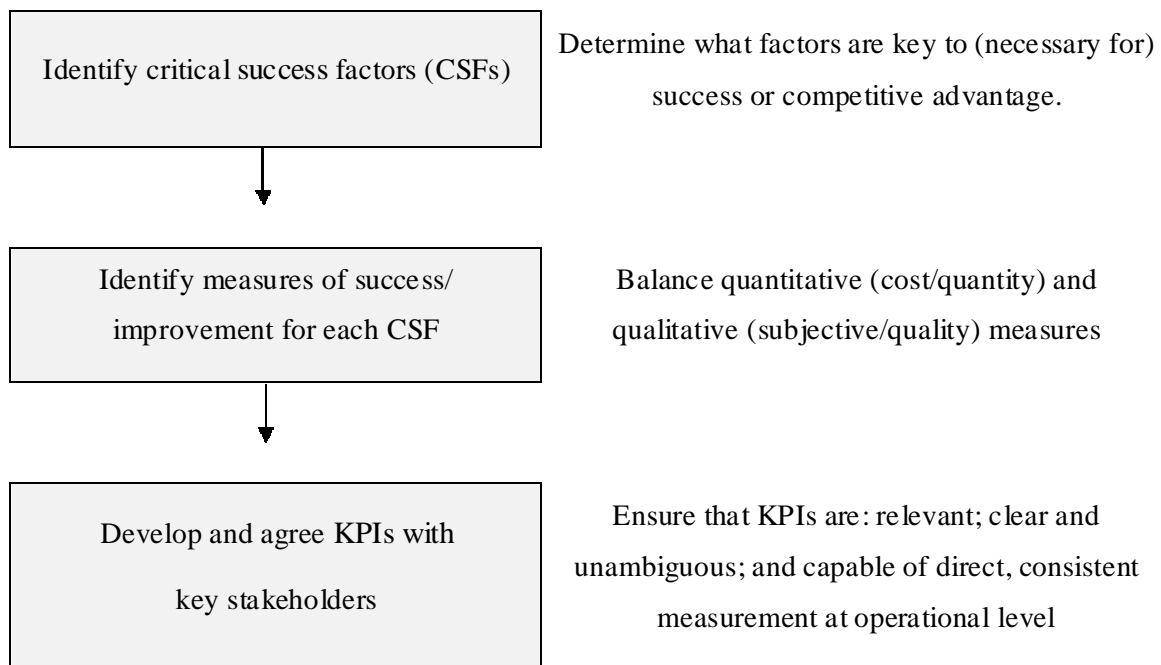 Identify critical success factors (CSFs)
Determine what factors are key to (necessary for)
success or competitive advantage.
Identify measures of success/
improvement for each CSF
Balance quantitative (cost/quantity) and
qualitative (subjective/quality) measures
Develop and agree KPIs with
key stakeholders
Ensure that KPIs are: relevant; clear and
unambiguous; and capable of direct, consistent
measurement at operational level